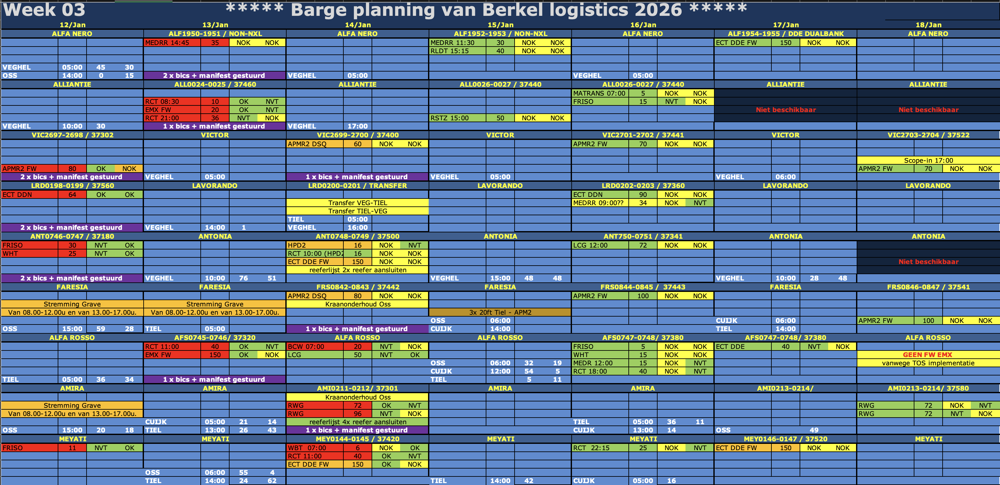 Week 03 ***** Barge planning van Berkel logistics 2026 *****
12/Jan 13/Jan 14/Jan 15/Jan 16/Jan 17/Jan 18/Jan
ALFA NERO ALF1950-1951 / NON-NXL ALFA NERO ALF1952-1953 / NON-NXL ALFA NERO ALF1954-1955 / DDE DUALBANK ALFA NERO
MEDRR 14:45 35 NOK NOK MEDRR 11:30 30 NOK NOK ECT DDE FW 150 NOK NOK
RLDT 15:15 40 NOK NOK
VEGHEL 05:00 45 30
OSS 14:00 0 15 2 x bics + manifest gestuurd VEGHEL 05:00 VEGHEL 05:00
ALLIANTIE ALL0024-0025 / 37460 ALLIANTIE ALL0026-0027 / 37440 ALL0026-0027 / 37440 ALLIANTIE ALLIANTIE
MATRANS 07:00 5 NOK NOK
RCT 08:30 10 OK NVT FRISO 15 NVT NOK
EMX FW 20 OK NVT Niet beschikbaar Niet beschikbaar
RCT 21:00 36 NVT NOK RSTZ 15:00 50 NOK NOK
VEGHEL 10:00 30 1 x bics + manifest gestuurd VEGHEL 17:00
VIC2697-2698 / 37302 VICTOR VIC2699-2700 / 37400 VICTOR VIC2701-2702 / 37441 VICTOR VIC2703-2704 / 37522
APMR2 DSQ 60 NOK NOK APMR2 FW 70 NOK NOK
Scope-in 17:00
APMR2 FW 80 OK NOK APMR2 FW 70 NOK NOK
2 x bics + manifest gestuurd VEGHEL 05:00 1 x bics + manifest gestuurd VEGHEL 05:00 VEGHEL 06:00
LRD0198-0199 / 37560 LAVORANDO LRD0200-0201 / TRANSFER LAVORANDO LRD0202-0203 / 37360 LAVORANDO LAVORANDO
ECT DDN 64 OK OK ECT DDN 90 NOK NOK
Transfer VEG-TIEL MEDRR 09:00?? 34 NOK NVT
Transfer TIEL-VEG
TIEL 05:00
2 x bics + manifest gestuurd VEGHEL 14:00 1 VEGHEL 16:00
ANT0746-0747 / 37180 ANTONIA ANT0748-0749 / 37500 ANTONIA ANT750-0751 / 37341 ANTONIA ANTONIA
FRISO 30 NVT OK HPD2 16 NOK NVT LCG 12:00 72 NOK NOK
WHT 25 NVT OK RCT 10:00 (HPD2 16 NOK NOK
ECT DDE FW 150 NOK NOK Niet beschikbaar
reeferlijst 2x reefer aansluiten
2 x bics + manifest gestuurd VEGHEL 10:00 76 51 VEGHEL 15:00 48 48 VEGHEL 10:00 28 48
FARESIA FARESIA FRS0842-0843 / 37442 FARESIA FRS0844-0845 / 37443 FARESIA FRS0846-0847 / 37541
APMR2 DSQ 80 NOK NOK APMR2 FW 100 NOK NOK
Stremming Grave Stremming Grave Kraanonderhoud Oss
Van 08.00-12.00u en van 13.00-17.00u. Van 08.00-12.00u en van 13.00-17.00u. 3x 20ft Tiel - APM2
OSS 06:00 CUIJK 06:00 APMR2 FW 100 NOK NOK
OSS 15:00 59 28 TIEL 05:00 1 x bics + manifest gestuurd CUIJK 14:00 TIEL 14:00
ALFA ROSSO AFS0745-0746/ 37320 ALFA ROSSO ALFA ROSSO AFS0747-0748/ 37380 AFS0747-0748/ 37380 ALFA ROSSO
RCT 11:00 40 OK NVT BCW 07:00 20 NVT NOK FRISO 5 NOK NOK ECT DDE 40 NVT NOK
EMX FW 150 OK NOK LCG 50 NVT OK WHT 15 NOK NOK GEEN FW EMX
OSS 06:00 32 19 MEDR 12:00 15 NOK NVT vanwege TOS implementatie
CUIJK 12:00 54 5 RCT 18:00 40 NOK NVT
TIEL 05:00 36 34 1 x bics + manifest gestuurd TIEL 5 11
AMIRA AMIRA AMI0211-0212/ 37301 AMIRA AMIRA AMI0213-0214/ AMI0213-0214/ 37580
Kraanonderhoud Oss
Stremming Grave RWG 72 OK NVT RWG 72 NOK NVT
Van 08.00-12.00u en van 13.00-17.00u. RWG 96 NVT NOK RWG 72 NVT NOK
CUIJK 05:00 21 14 reeferlijst 4x reefer aansluiten TIEL 05:00 36 11
OSS 15:00 20 18 TIEL 13:00 26 43 1 x bics + manifest gestuurd CUIJK 13:00 14 OSS 49
MEYATI MEYATI MEY0144-0145 / 37420 MEYATI MEYATI MEY0146-0147 / 37520 MEYATI
FRISO 11 NVT OK WBT 07:00 6 NOK OK RCT 22:15 25 NOK NVT ECT DDE FW 150 NOK NOK
RCT 11:00 40 OK NVT
ECT DDE FW 150 OK NOK
OSS 06:00 55 4
TIEL 14:00 24 62 TIEL 14:00 42 CUIJK 05:00 16